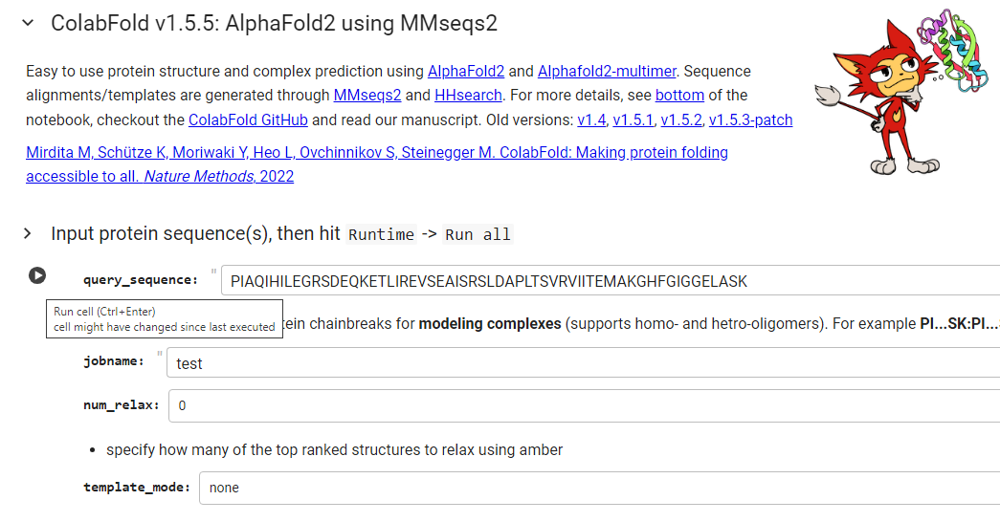 ColabFold v1.5.5: AlphaFold2 using MMseqs2
Easy to use protein structure and complex prediction using AlphaFold2 and Alphafold2-multimer. Sequence
alignments/templates are generated through MMseqs2 and HHsearch. For more details, see bottom of the
notebook, checkout the ColabFold GitHub and read our manuscript. Old versions: v1.4, v1.5.1, v1.5.2, v1.5.3-patch
Mirdita M, Schütze K, Moriwaki Y, Heo L, Ovchinnikov S, Steinegger M. ColabFold: Making protein folding
accessible to all. Nature Methods, 2022
Input protein sequence(s), then hit Runtime -> Run all
query_sequence: " PIAQIHILEGRSDEQKETLIREVSEAISRSLDAPLTSVRVIITEMAKGHFGIGGELASK
Run cell (Ctrl+Enter)
cell might have changed since last executed
chainbreaks for modeling complexes (supports homo- and hetro-oligomers). For example PI...SK:PI...
jobname: " test
num_relax: 0
• specify how many of the top ranked structures to relax using amber
template_mode: none